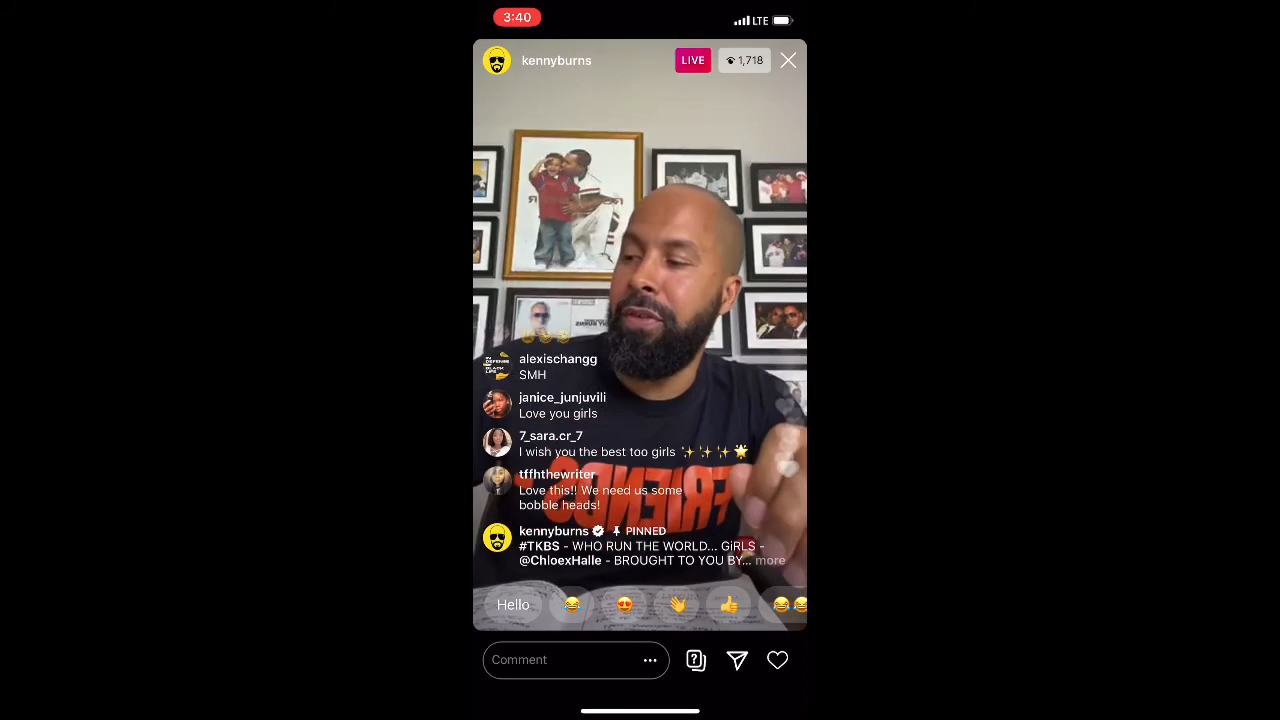 3:40
LTE
kennyburns
LIVE
1,718
alexischangg
SMH
janice_junjuvili
Love you girls
7_sara.cr_7
I wish you the best too girls ✨✨✨🌟
tffhthewriter
Love this!! We need us some
bobble heads!
FRIENDS
kennyburns PINNED
#TKBS - WHO RUN THE WORLD... GiRLS -
@ChloexHalle - BROUGHT TO YOU BY... more
Hello 😂 😍 👋 👍 😂😂
Comment